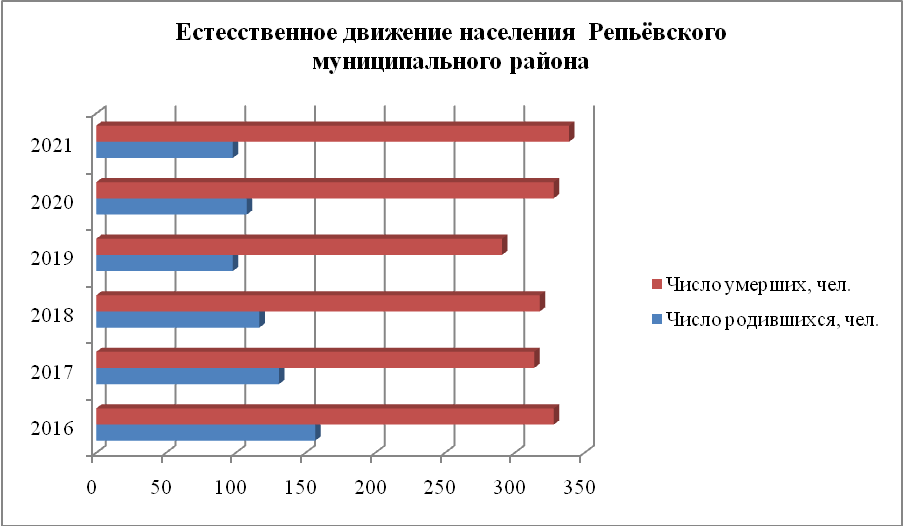 Естесственное движение населения Репьёвского
муниципального района
2021
2020
2019
2018
2017
2016
0 50 100 150 200 250 300 350
Число умерших, чел.
Число родившихся, чел.